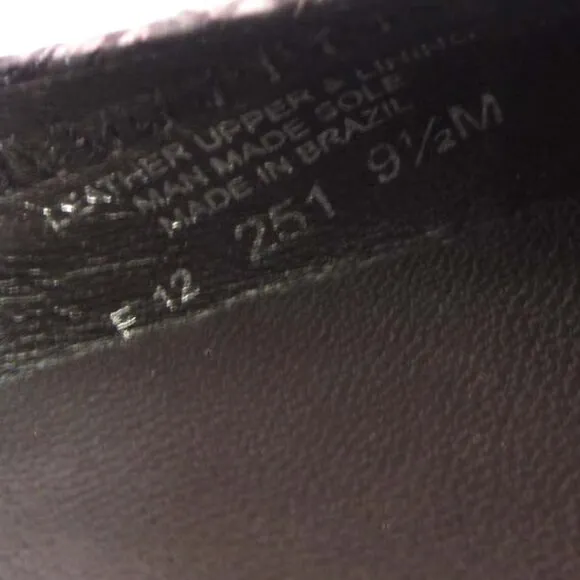 LEATHER UPPER & LINING
MAN MADE SOLE
MADE IN BRAZIL
F 12 251 9½M